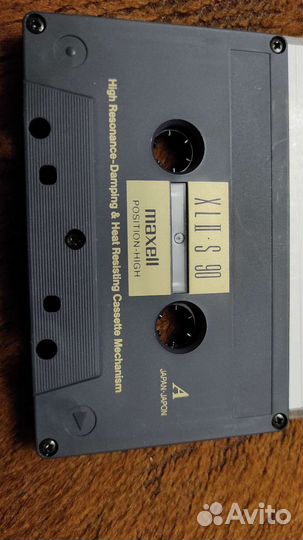 XLII·S 90
maxell
POSITION·HIGH
A
JAPAN·JAPON
High Resonance-Damping & Heat Resisting Cassette Mechanism
Avito